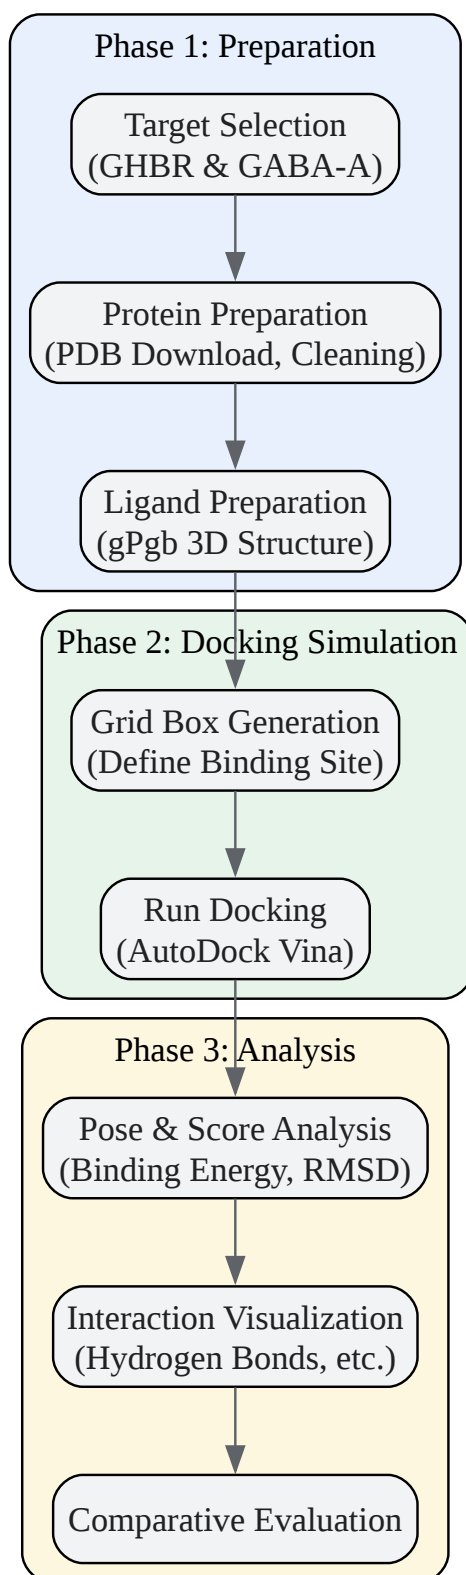 Phase 1: Preparation
Target Selection
(GHBR & GABA-A)
Protein Preparation
(PDB Download, Cleaning)
Ligand Preparation
(gPgb 3D Structure)
Phase 2: Docking Simulation
Grid Box Generation
(Define Binding Site)
Run Docking
(AutoDock Vina)
Phase 3: Analysis
Pose & Score Analysis
(Binding Energy, RMSD)
Interaction Visualization
(Hydrogen Bonds, etc.)
Comparative Evaluation